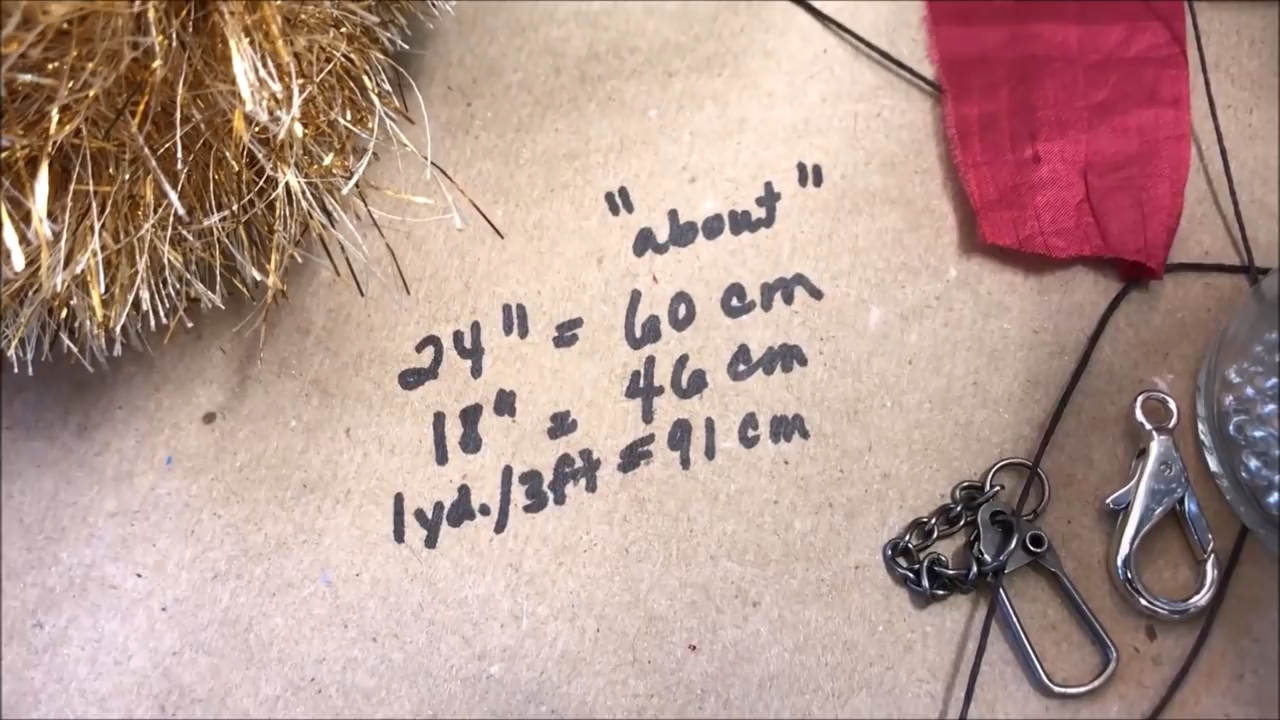 "about"
24" = 60 cm
18" = 46 cm
1yd./3ft = 91 cm